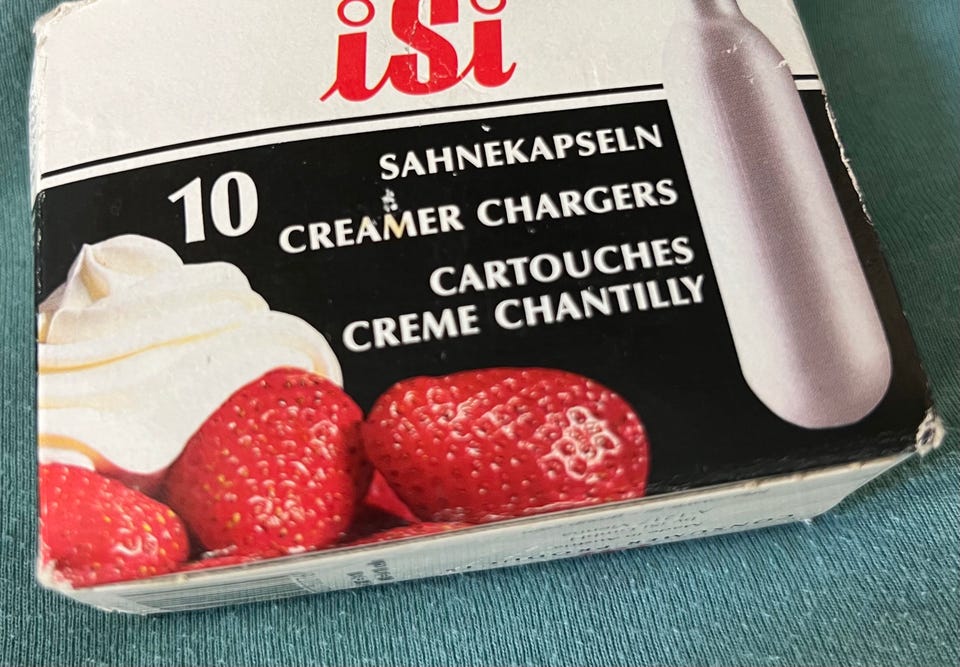 iSi
10
SAHNEKAPSELN
CREAMER CHARGERS
CARTOUCHES
CREME CHANTILLY